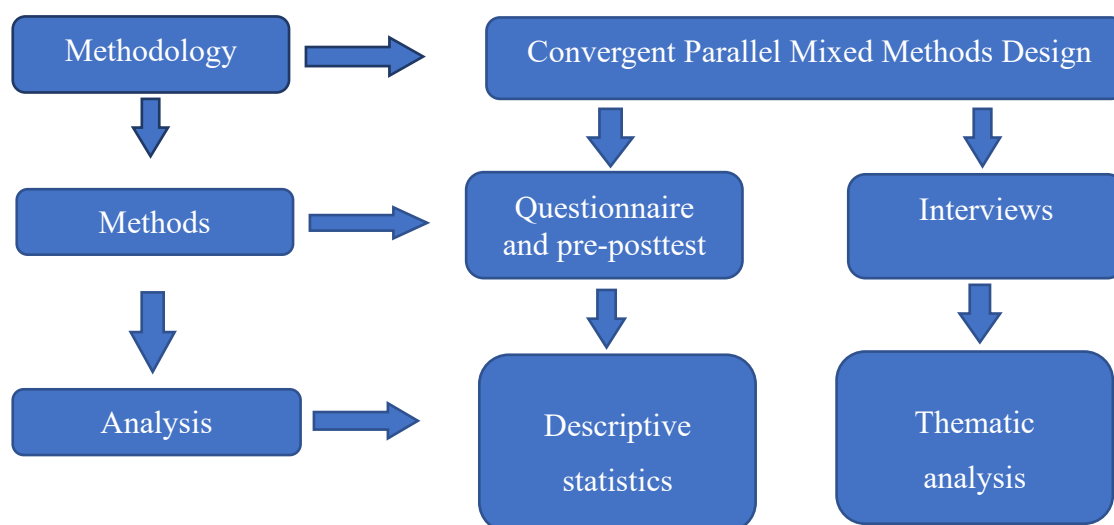 Methodology
Convergent Parallel Mixed Methods Design
Methods
Questionnaire
and pre-posttest
Interviews
Analysis
Descriptive
statistics
Thematic
analysis